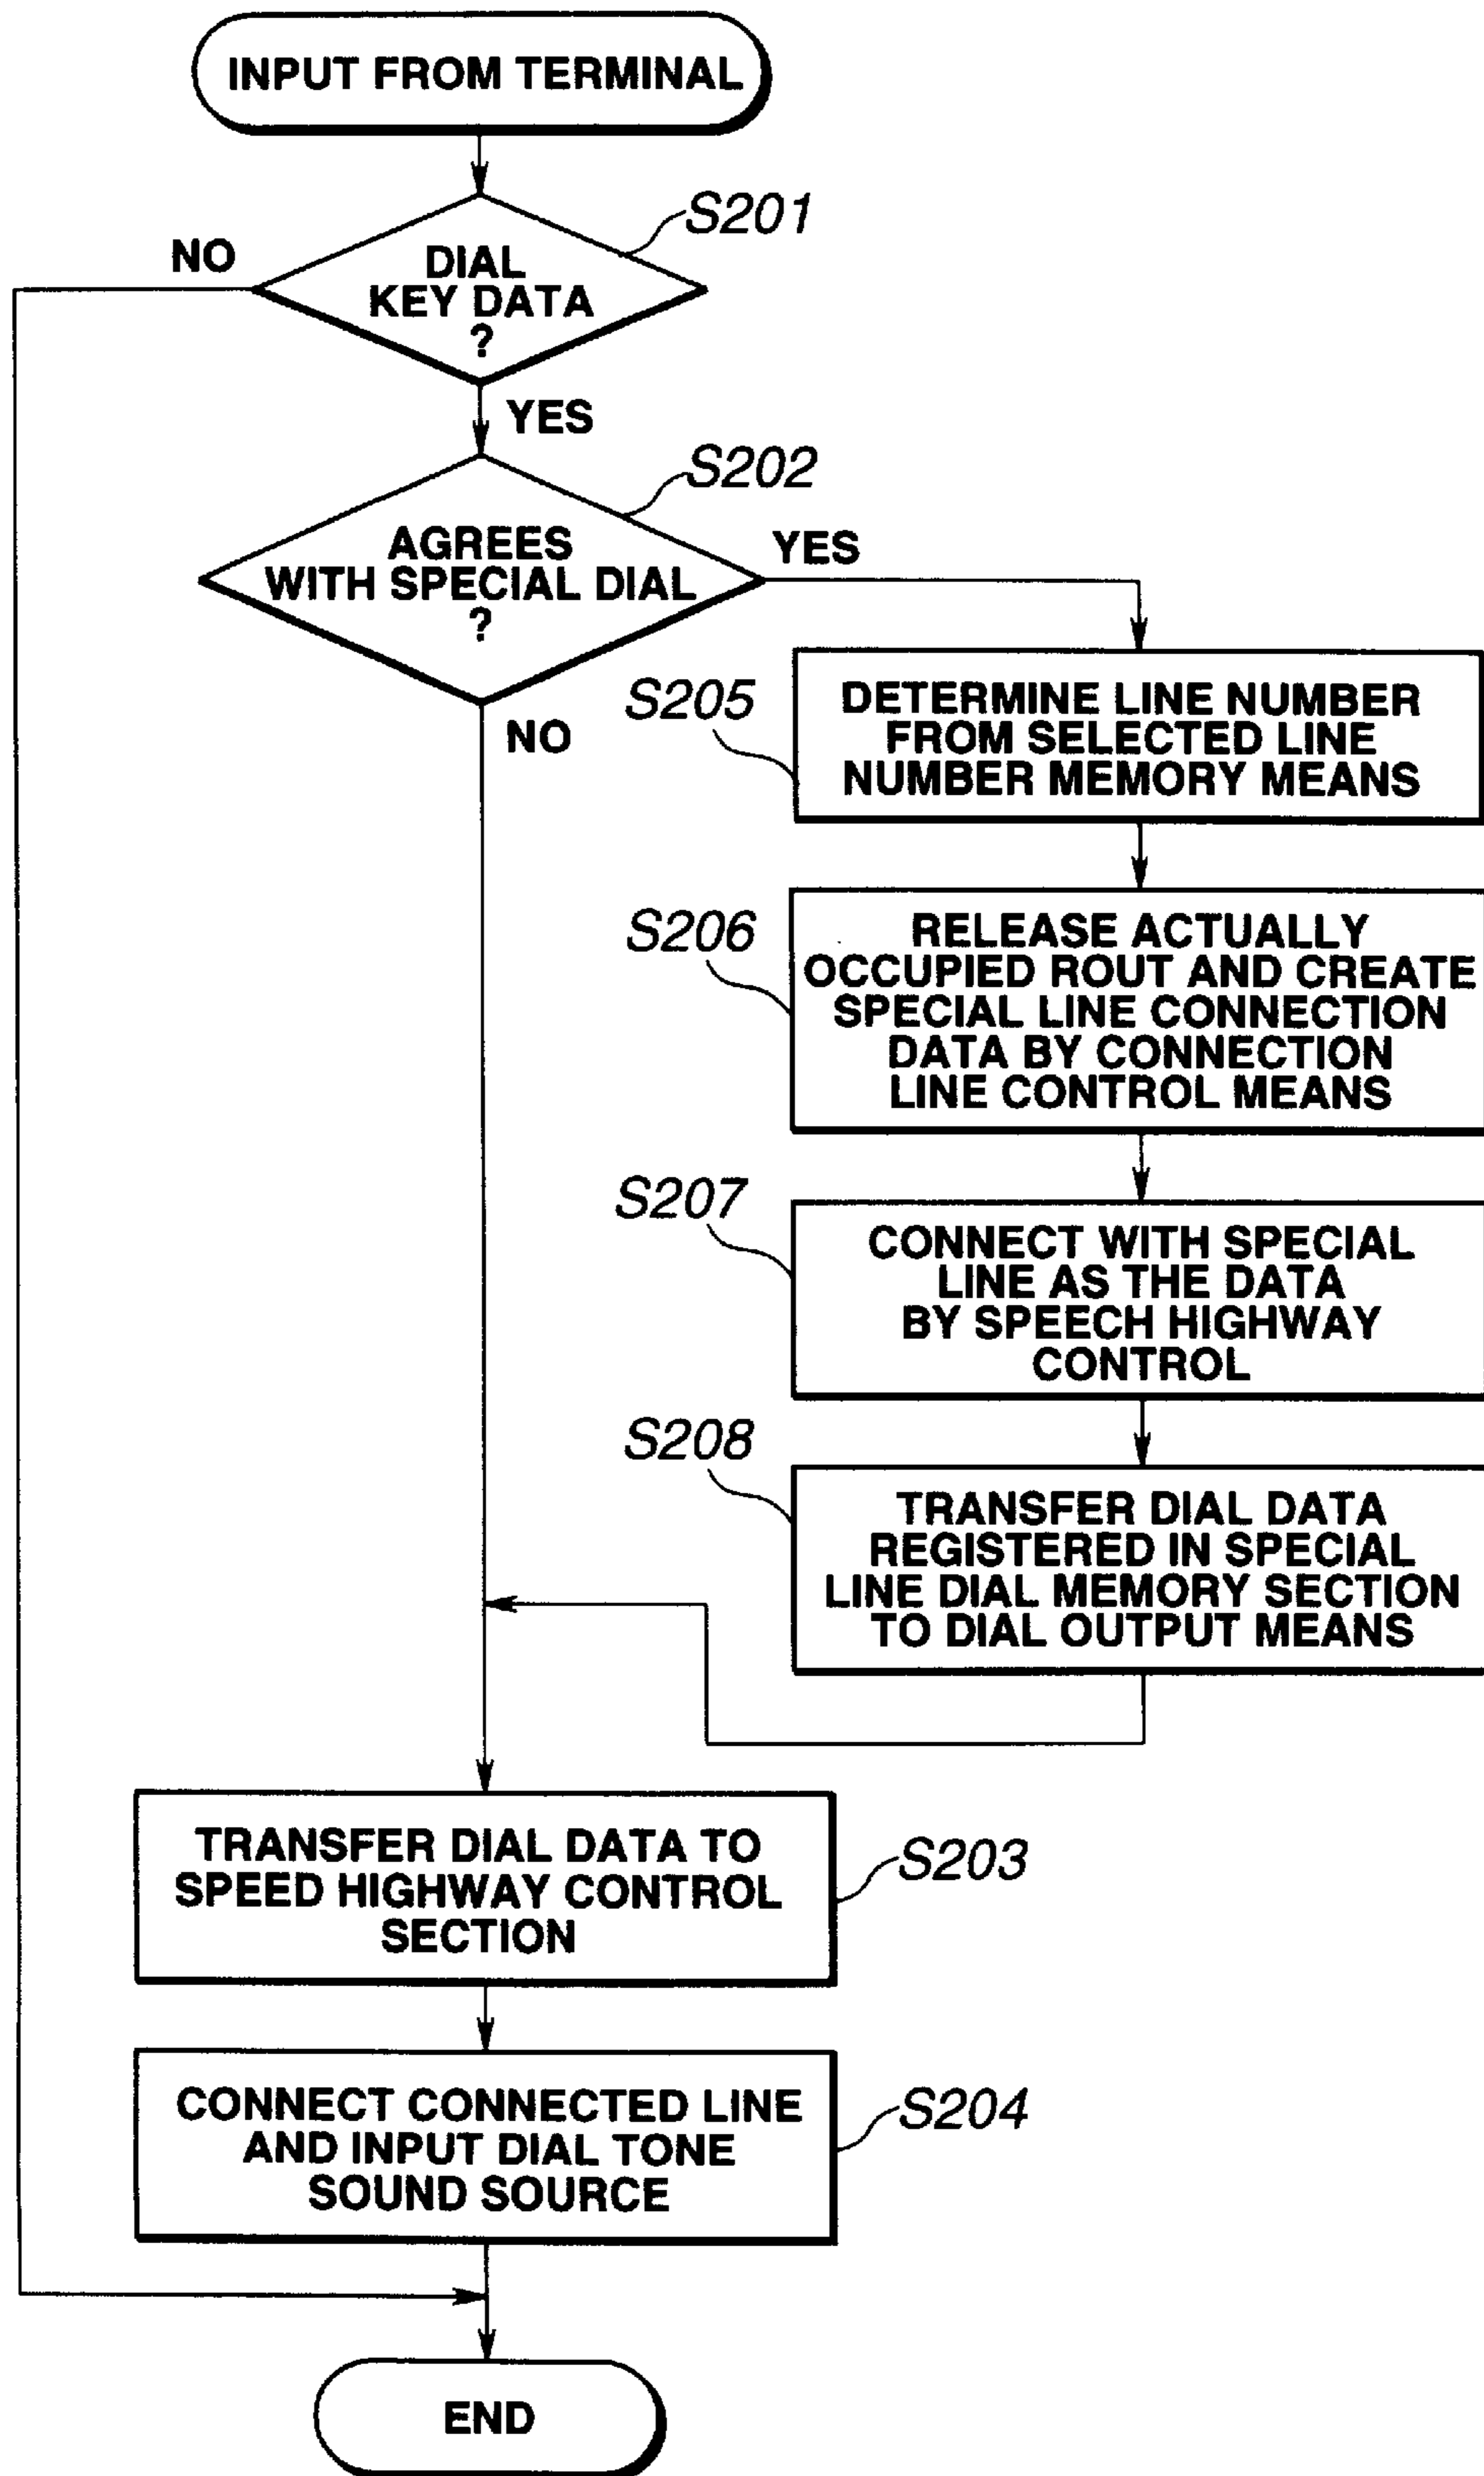 INPUT FROM TERMINAL
S201
NO
DIAL
KEY DATA
?
YES
S202
AGREES
WITH SPECIAL DIAL
?
YES
NO
S205
DETERMINE LINE NUMBER
FROM SELECTED LINE
NUMBER MEMORY MEANS
S206
RELEASE ACTUALLY
OCCUPIED ROUT AND CREATE
SPECIAL LINE CONNECTION
DATA BY CONNECTION
LINE CONTROL MEANS
S207
CONNECT WITH SPECIAL
LINE AS THE DATA
BY SPEECH HIGHWAY
CONTROL
S208
TRANSFER DIAL DATA
REGISTERED IN SPECIAL
LINE DIAL MEMORY SECTION
TO DIAL OUTPUT MEANS
TRANSFER DIAL DATA TO
SPEED HIGHWAY CONTROL
SECTION
S203
CONNECT CONNECTED LINE
AND INPUT DIAL TONE
SOUND SOURCE
S204
END